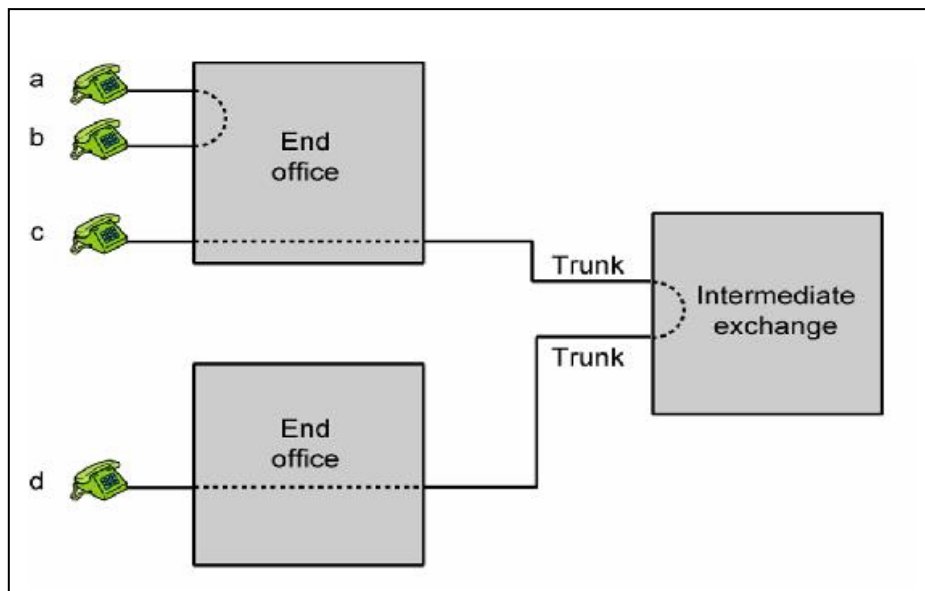 a
b
End
office
c
Trunk
Intermediate
exchange
Trunk
End
office
d